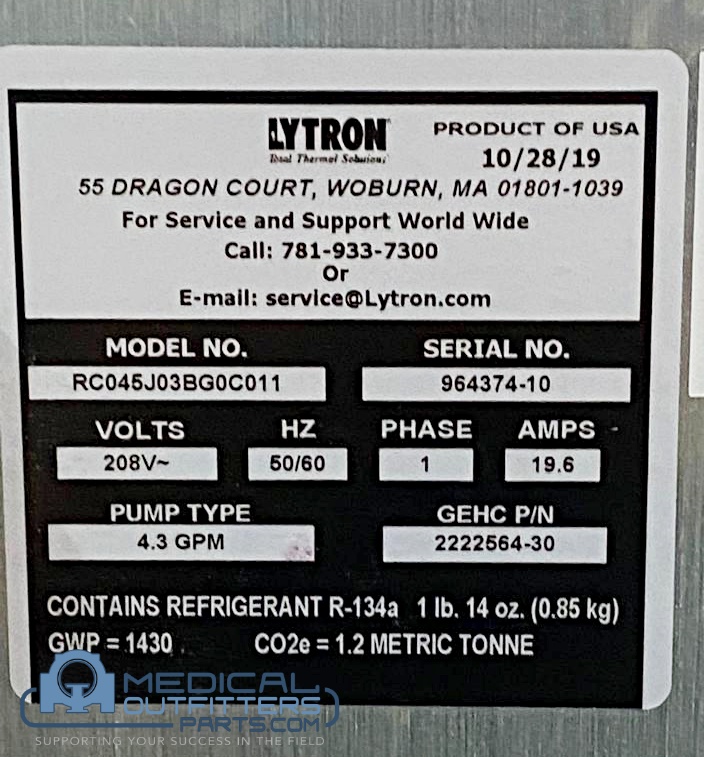 LYTRON
Total Thermal Solutions
PRODUCT OF USA
10/28/19
55 DRAGON COURT, WOBURN, MA 01801-1039
For Service and Support World Wide
Call: 781-933-7300
Or
E-mail: service@Lytron.com
MODEL NO. SERIAL NO.
RC045J03BG0C011 964374-10
VOLTS HZ PHASE AMPS
208V~ 50/60 1 19.6
PUMP TYPE GEHC P/N
4.3 GPM 2222564-30
CONTAINS REFRIGERANT R-134a 1 lb. 14 oz. (0.85 kg)
GWP = 1430 CO2e = 1.2 METRIC TONNE
MEDICAL
OUTFITTERS
PARTS.COM
SUPPORTING YOUR SUCCESS IN THE FIELD